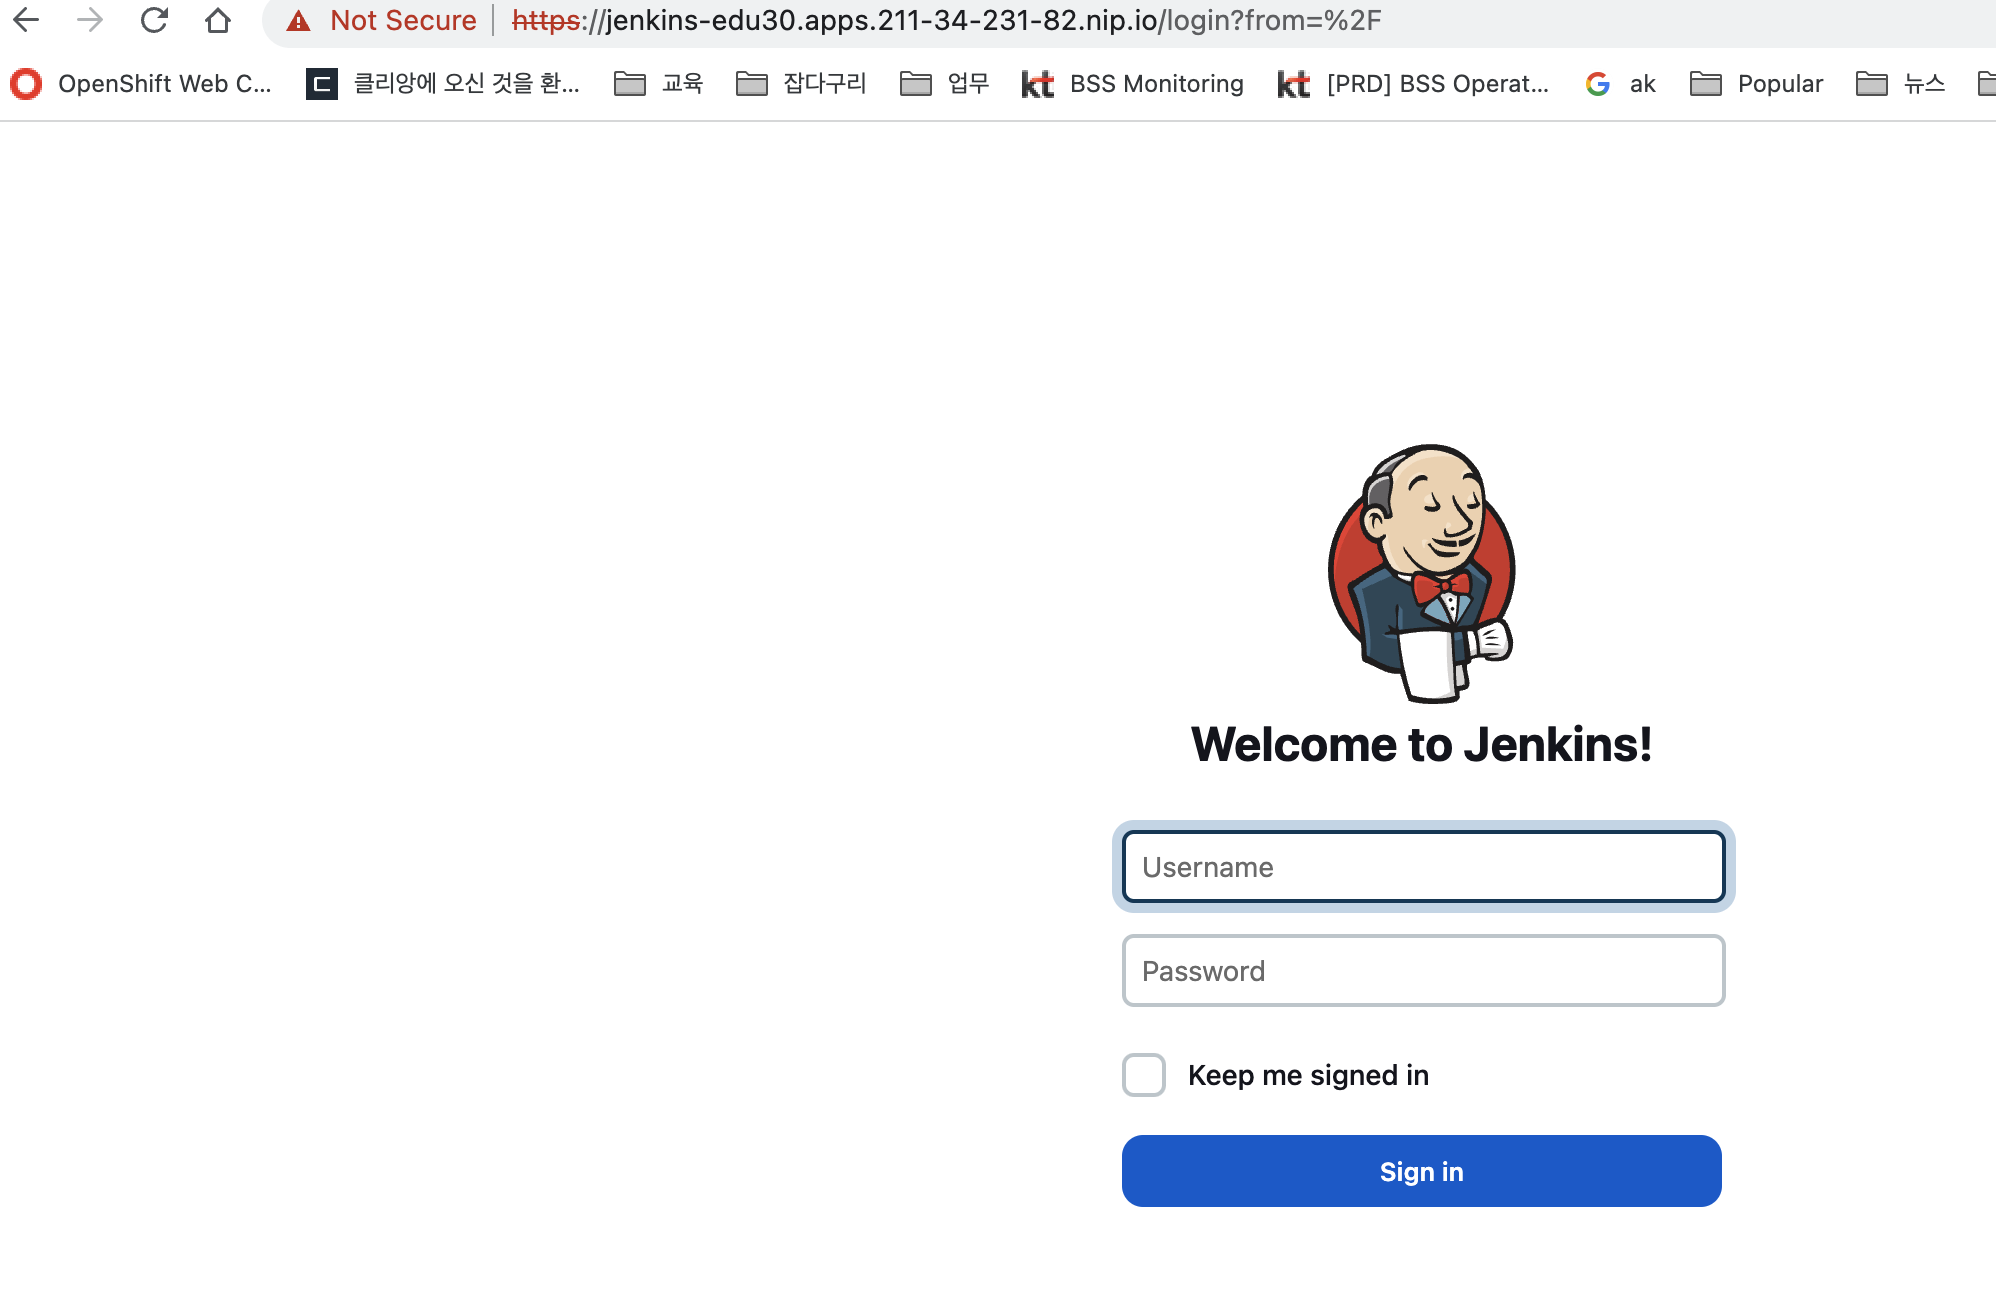 Not Secure https://jenkins-edu30.apps.211-34-231-82.nip.io/login?from=%2F
OpenShift Web C... 클리앙에 오신 것을 환... 교육 잡다구리 업무 kt BSS Monitoring kt [PRD] BSS Operat... ak Popular 뉴스
Welcome to Jenkins!
Username
Password
Keep me signed in
Sign in